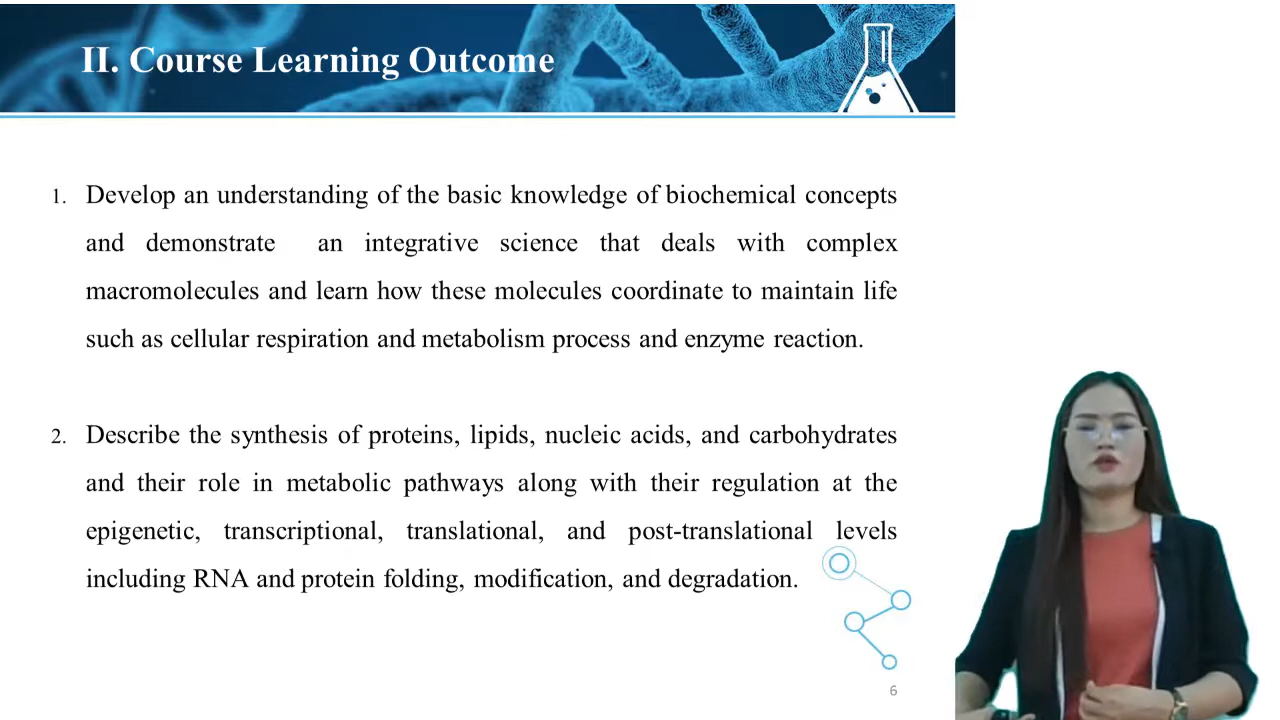 II. Course Learning Outcome
1. Develop an understanding of the basic knowledge of biochemical concepts
and demonstrate an integrative science that deals with complex
macromolecules and learn how these molecules coordinate to maintain life
such as cellular respiration and metabolism process and enzyme reaction.
2. Describe the synthesis of proteins, lipids, nucleic acids, and carbohydrates
and their role in metabolic pathways along with their regulation at the
epigenetic, transcriptional, translational, and post-translational levels
including RNA and protein folding, modification, and degradation.
6